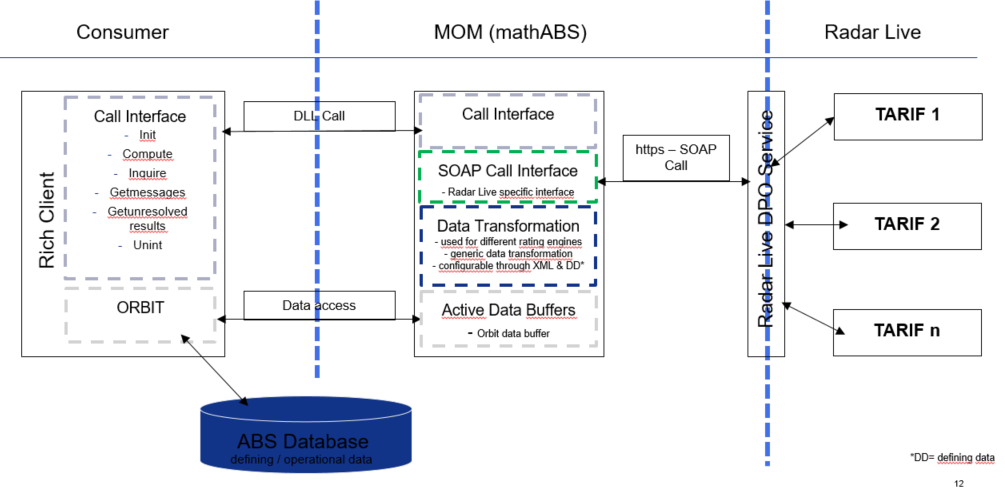 Consumer
MOM (mathABS)
Radar Live
Rich Client
Call Interface
- Init
- Compute
- Inquire
- Getmessages
- Getunresolved
results
- Unint
ORBIT
DLL Call
Data access
Call Interface
SOAP Call Interface
- Radar Live specific interface
Data Transformation
- used for different rating engines
- generic data transformation
- configurable through XML & DD*
Active Data Buffers
- Orbit data buffer
https – SOAP
Call
Radar Live DPO Service
TARIF 1
TARIF 2
TARIF n
ABS Database
defining / operational data
*DD= defining data
12